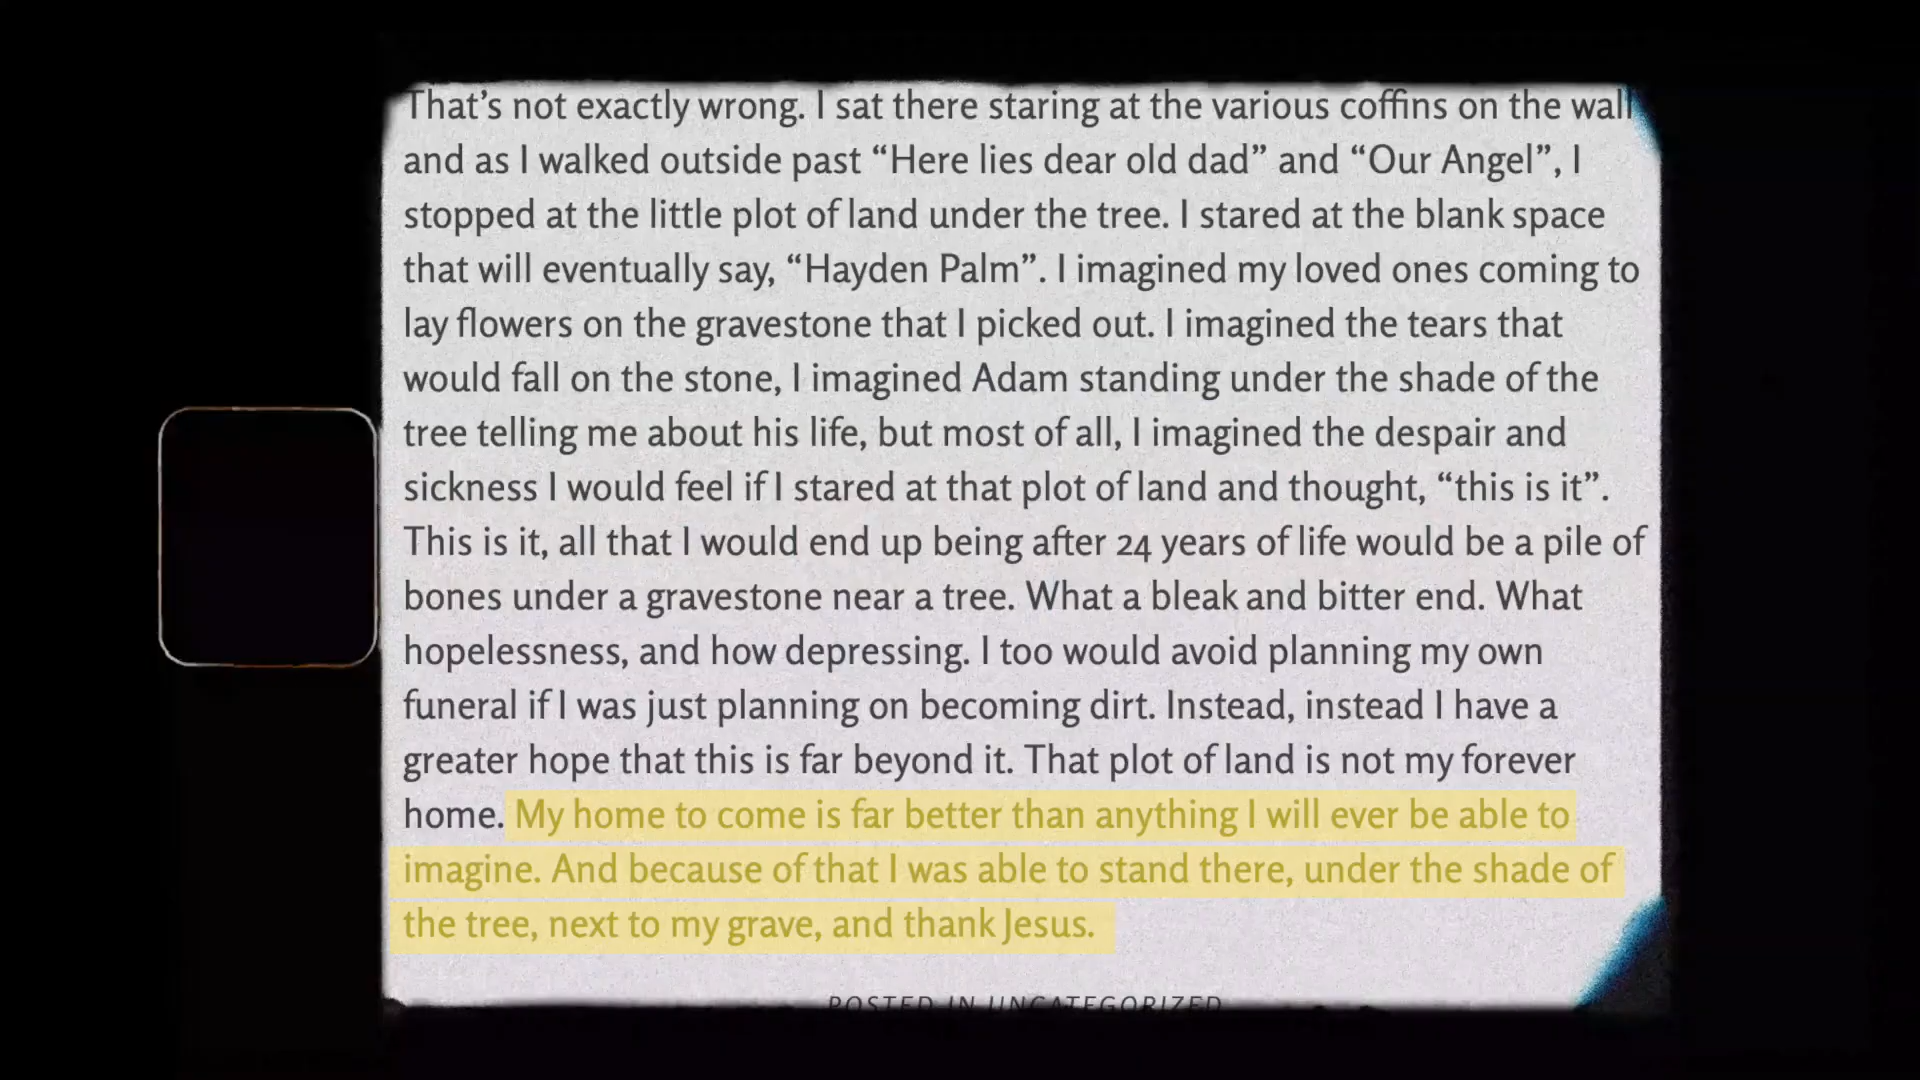 That’s not exactly wrong. I sat there staring at the various coffins on the wall
and as I walked outside past “Here lies dear old dad” and “Our Angel”, I
stopped at the little plot of land under the tree. I stared at the blank space
that will eventually say, “Hayden Palm”. I imagined my loved ones coming to
lay flowers on the gravestone that I picked out. I imagined the tears that
would fall on the stone, I imagined Adam standing under the shade of the
tree telling me about his life, but most of all, I imagined the despair and
sickness I would feel if I stared at that plot of land and thought, “this is it”.
This is it, all that I would end up being after 24 years of life would be a pile of
bones under a gravestone near a tree. What a bleak and bitter end. What
hopelessness, and how depressing. I too would avoid planning my own
funeral if I was just planning on becoming dirt. Instead, instead I have a
greater hope that this is far beyond it. That plot of land is not my forever
home. My home to come is far better than anything I will ever be able to
imagine. And because of that I was able to stand there, under the shade of
the tree, next to my grave, and thank Jesus.
POSTED IN UNCATEGORIZED